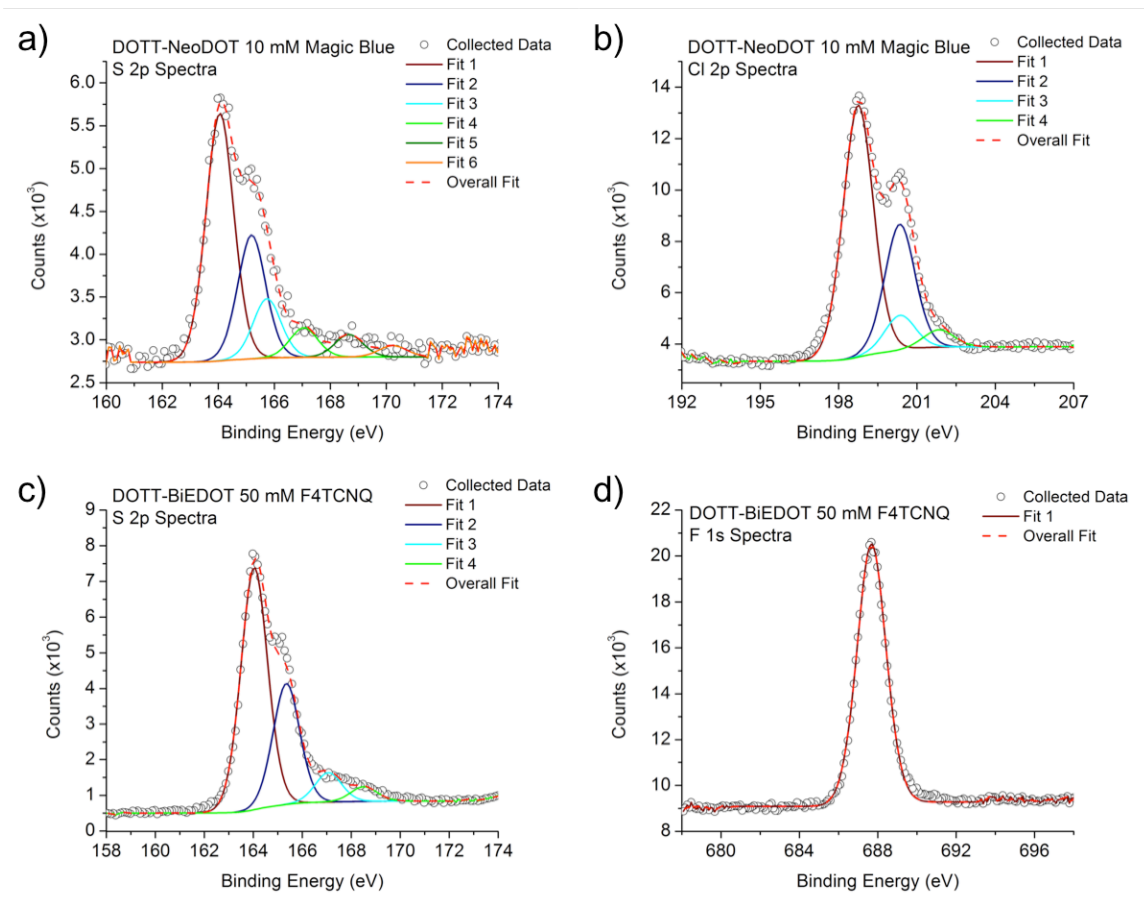 a)
DOTT-NeoDOT 10 mM Magic Blue
S 2p Spectra
Collected Data
Fit 1
Fit 2
Fit 3
Fit 4
Fit 5
Fit 6
Overall Fit
Counts (x10³)
6.0
5.5
5.0
4.5
4.0
3.5
3.0
2.5
160 162 164 166 168 170 172 174
Binding Energy (eV)
b)
DOTT-NeoDOT 10 mM Magic Blue
Cl 2p Spectra
Collected Data
Fit 1
Fit 2
Fit 3
Fit 4
Overall Fit
Counts (x10³)
14
12
10
8
6
4
192 195 198 201 204 207
Binding Energy (eV)
c)
DOTT-BiEDOT 50 mM F4TCNQ
S 2p Spectra
Collected Data
Fit 1
Fit 2
Fit 3
Fit 4
Overall Fit
Counts (x10³)
9
8
7
6
5
4
3
2
1
0
158 160 162 164 166 168 170 172 174
Binding Energy (eV)
d)
DOTT-BiEDOT 50 mM F4TCNQ
F 1s Spectra
Collected Data
Fit 1
Overall Fit
Counts (x10³)
22
20
18
16
14
12
10
8
680 684 688 692 696
Binding Energy (eV)